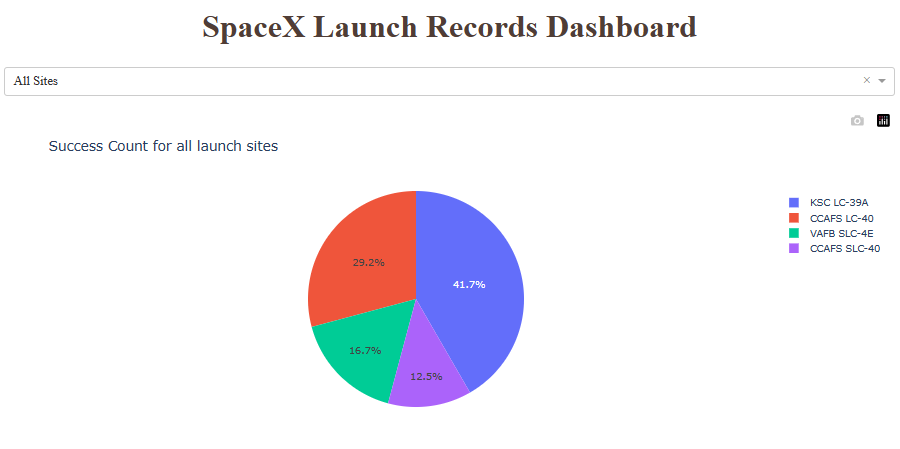 SpaceX Launch Records Dashboard
All Sites
Success Count for all launch sites
KSC LC-39A
CCAFS LC-40
VAFB SLC-4E
CCAFS SLC-40
29.2%
41.7%
16.7%
12.5%